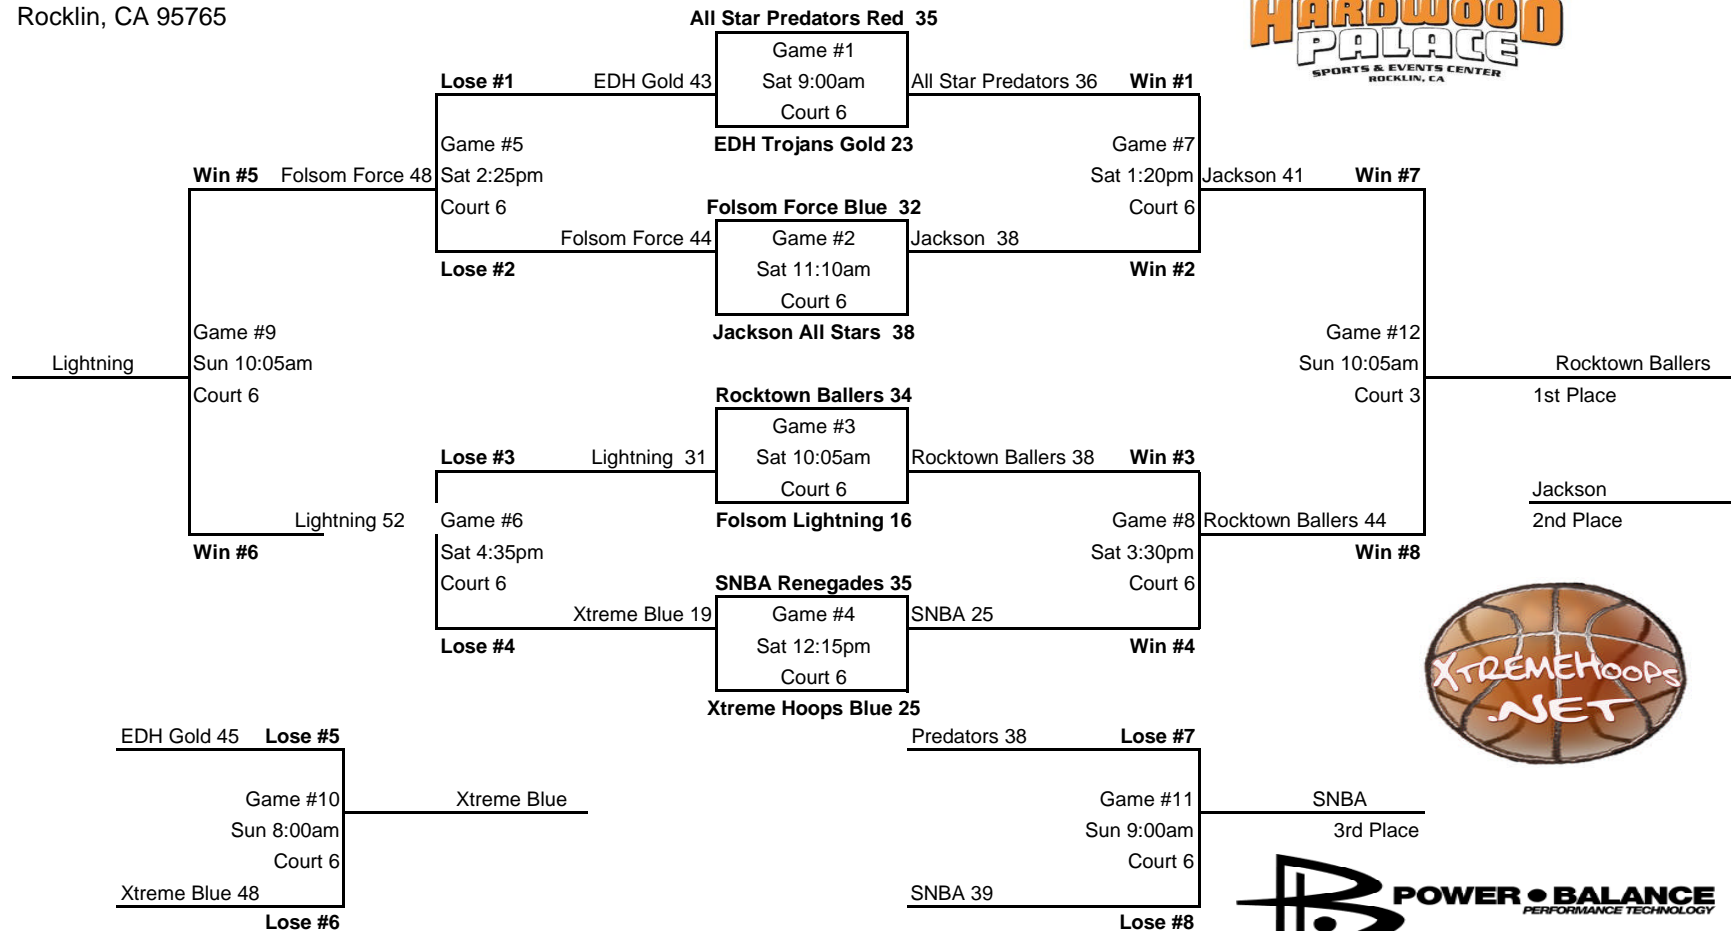 Rocklin, CA 95765
All Star Predators Red 35
HARDWOOD
PALACE
SPORTS & EVENTS CENTER
ROCKLIN, CA
Game #1
Lose #1 EDH Gold 43 Sat 9:00am All Star Predators 36 Win #1
Court 6
Game #5 EDH Trojans Gold 23 Game #7
Win #5 Folsom Force 48 Sat 2:25pm Sat 1:20pm Jackson 41 Win #7
Court 6 Folsom Force Blue 32 Court 6
Folsom Force 44 Game #2 Jackson 38
Lose #2 Sat 11:10am Win #2
Court 6
Game #9 Jackson All Stars 38 Game #12
Lightning Sun 10:05am Sun 10:05am Rocktown Ballers
Court 6 Rocktown Ballers 34 Court 3 1st Place
Game #3
Lose #3 Lightning 31 Sat 10:05am Rocktown Ballers 38 Win #3
Court 6 Jackson
Lightning 52 Game #6 Folsom Lightning 16 Game #8 Rocktown Ballers 44 2nd Place
Win #6 Sat 4:35pm Sat 3:30pm Win #8
Court 6 SNBA Renegades 35 Court 6
Xtreme Blue 19 Game #4 SNBA 25
Lose #4 Sat 12:15pm Win #4
Court 6
XTREMEHOOPS
.NET
Xtreme Hoops Blue 25
EDH Gold 45 Lose #5 Predators 38 Lose #7
Game #10 Xtreme Blue Game #11 SNBA
Sun 8:00am Sun 9:00am 3rd Place
Court 6 Court 6
Xtreme Blue 48 SNBA 39
POWER BALANCE
PERFORMANCE TECHNOLOGY
Lose #6 Lose #8